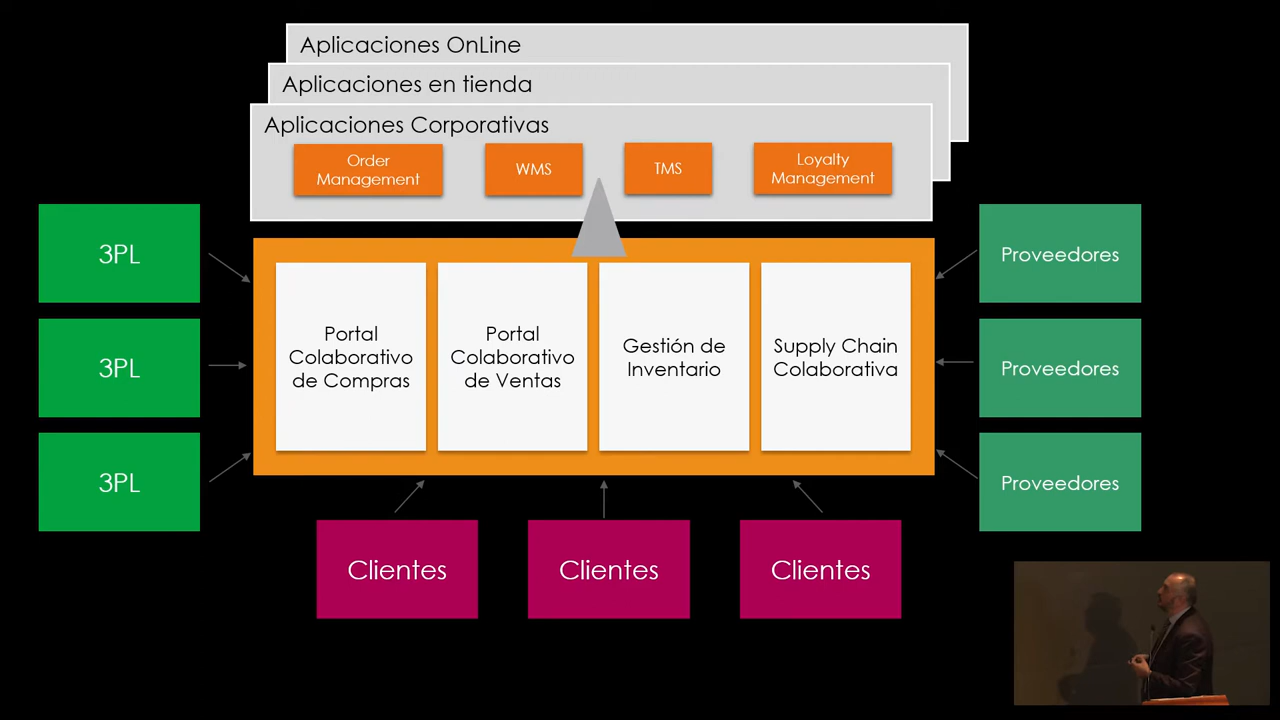 Aplicaciones OnLine
Aplicaciones en tienda
Aplicaciones Corporativas
Order
Management
WMS
TMS
Loyalty
Management
3PL
3PL
3PL
Portal
Colaborativo
de Compras
Portal
Colaborativo
de Ventas
Gestión de
Inventario
Supply Chain
Colaborativa
Proveedores
Proveedores
Proveedores
Clientes
Clientes
Clientes